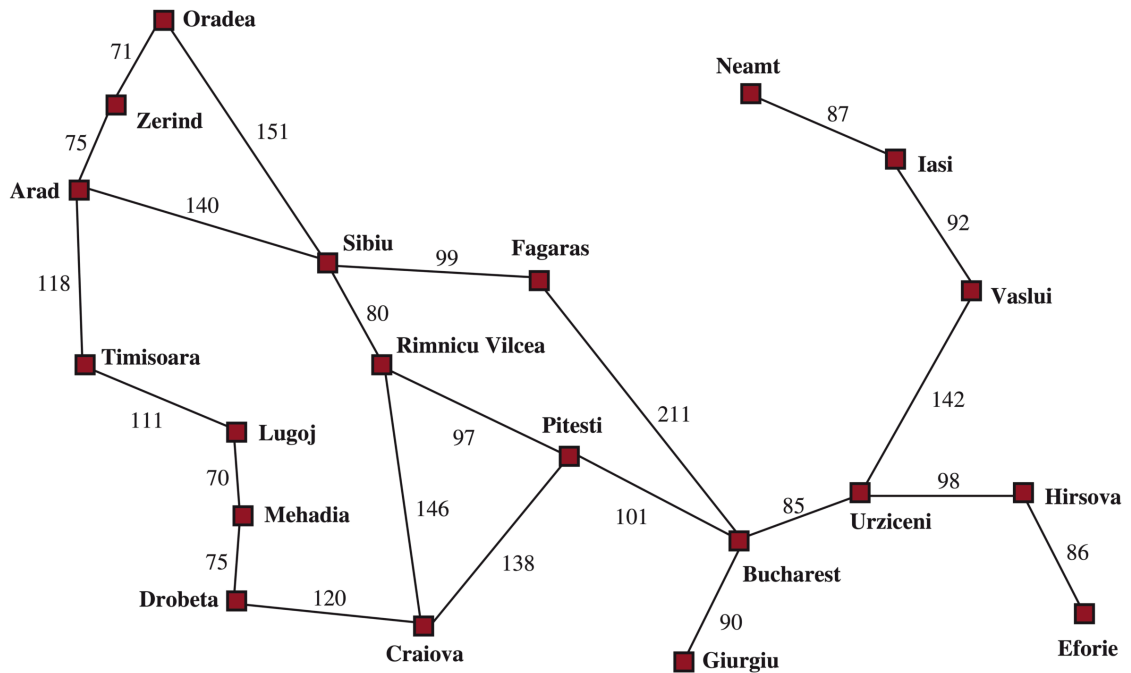 Oradea
71
Neamt
87
Zerind
151
75
Iasi
Arad
140
92
Sibiu
99
Fagaras
118
80
Vaslui
Timisoara
Rimnicu Vilcea
142
111
211
Lugoj
97
Pitesti
70
98
Hirsova
Mehadia
146
101
85
Urziceni
75
138
86
Bucharest
Drobeta
120
90
Eforie
Craiova
Giurgiu